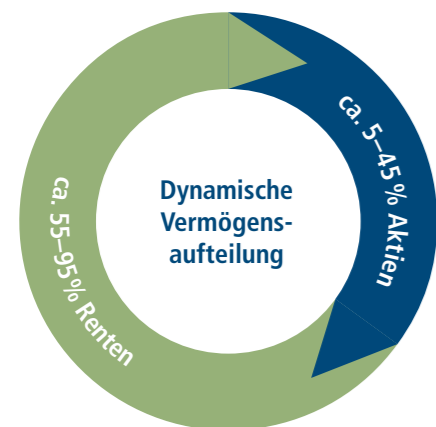 ca. 5–45 % Aktien
Dynamische
Vermögens-
aufteilung
ca. 55–95% Renten